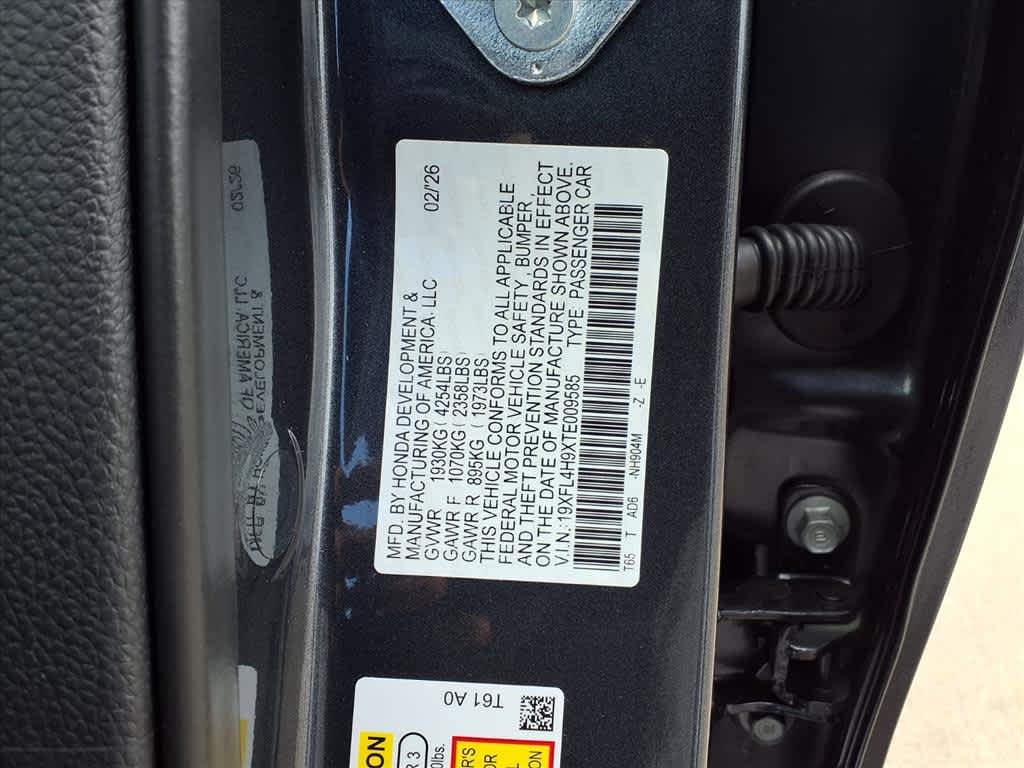 MFD. BY HONDA DEVELOPMENT &
MANUFACTURING OF AMERICA, LLC 02/'26
GVWR 1930KG ( 4254LBS)
GAWR F 1070KG ( 2358LBS)
GAWR R 895KG ( 1973LBS)
THIS VEHICLE CONFORMS TO ALL APPLICABLE
FEDERAL MOTOR VEHICLE SAFETY , BUMPER ,
AND THEFT PREVENTION STANDARDS IN EFFECT
ON THE DATE OF MANUFACTURE SHOWN ABOVE.
V.I.N.:19XFL4H9XTE009585 TYPE: PASSENGER CAR
T65 T AD6 -NH904M -Z -E
T61 A0